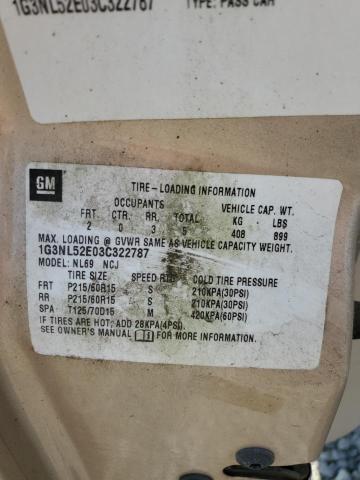 1G3NL52E03C322787 TYPE: PASS CAR
GM
TIRE-LOADING INFORMATION
OCCUPANTS VEHICLE CAP. WT.
FRT CTR. RR. TOTAL KG LBS
2 0 3 5 408 899
MAX. LOADING @ GVWR SAME AS VEHICLE CAPACITY WEIGHT.
1G3NL52E03C322787
MODEL: NL69 NCJ
TIRE SIZE SPEED RTG COLD TIRE PRESSURE
FRT P215/60R15 S 210KPA(30PSI)
RR P215/60R15 S 210KPA(30PSI)
SPA T125/70D15 M 420KPA(60PSI)
IF TIRES ARE HOT, ADD 28KPA(4PSI)
SEE OWNER'S MANUAL FOR MORE INFORMATION